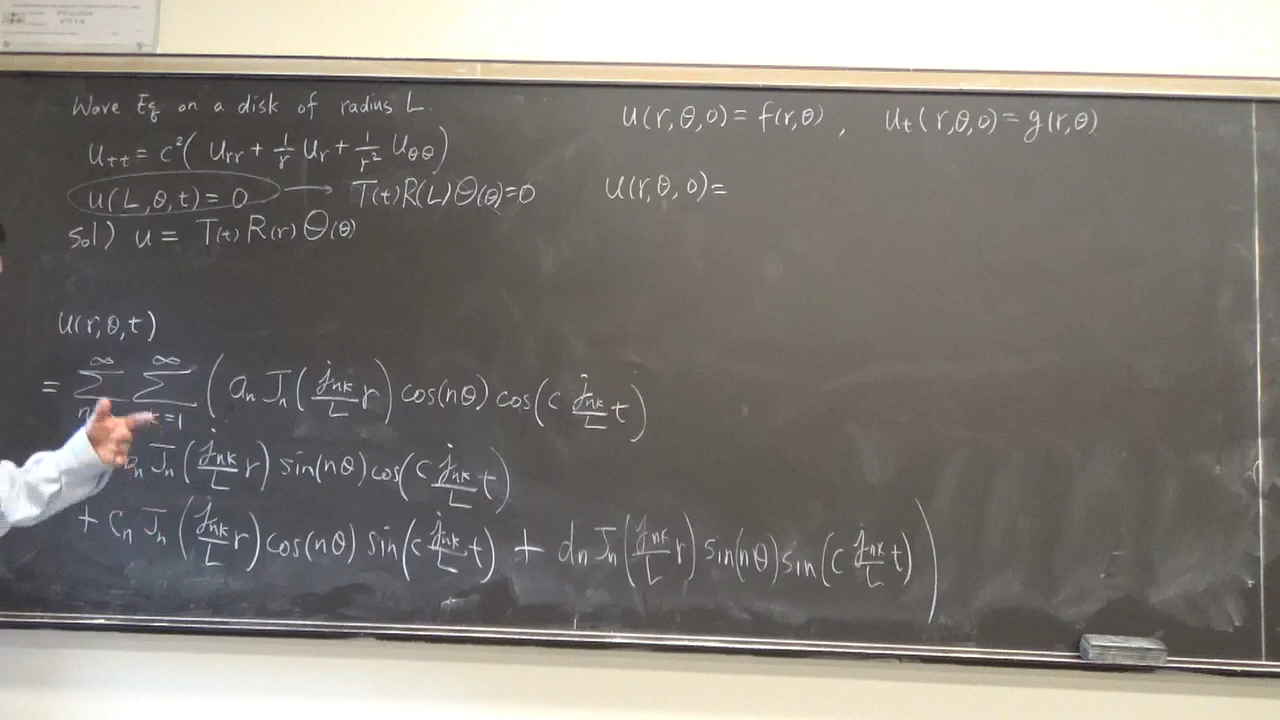 Wave Eq on a disk of radius L.
u_tt = c²( u_rr + 1/r u_r + 1/r² u_θθ )
u(L,θ,t) = 0 → T(t)R(L)Θ(θ)=0
sol) u = T(t) R(r) Θ(θ)
u(r,θ,t)
= ∑^∞ ∑_{k=1}^∞ ( a_n J_n( j_nk/L r ) cos(nθ) cos( c j_nk/L t )
J_n( j_nk/L r ) sin(nθ) cos( c j_nk/L t )
+ c_n J_n( j_nk/L r ) cos(nθ) sin( c j_nk/L t ) + d_n J_n( j_nk/L r ) sin(nθ) sin( c j_nk/L t ) )
u(r,θ,0) = f(r,θ) , u_t(r,θ,0) = g(r,θ)
u(r,θ,0) =